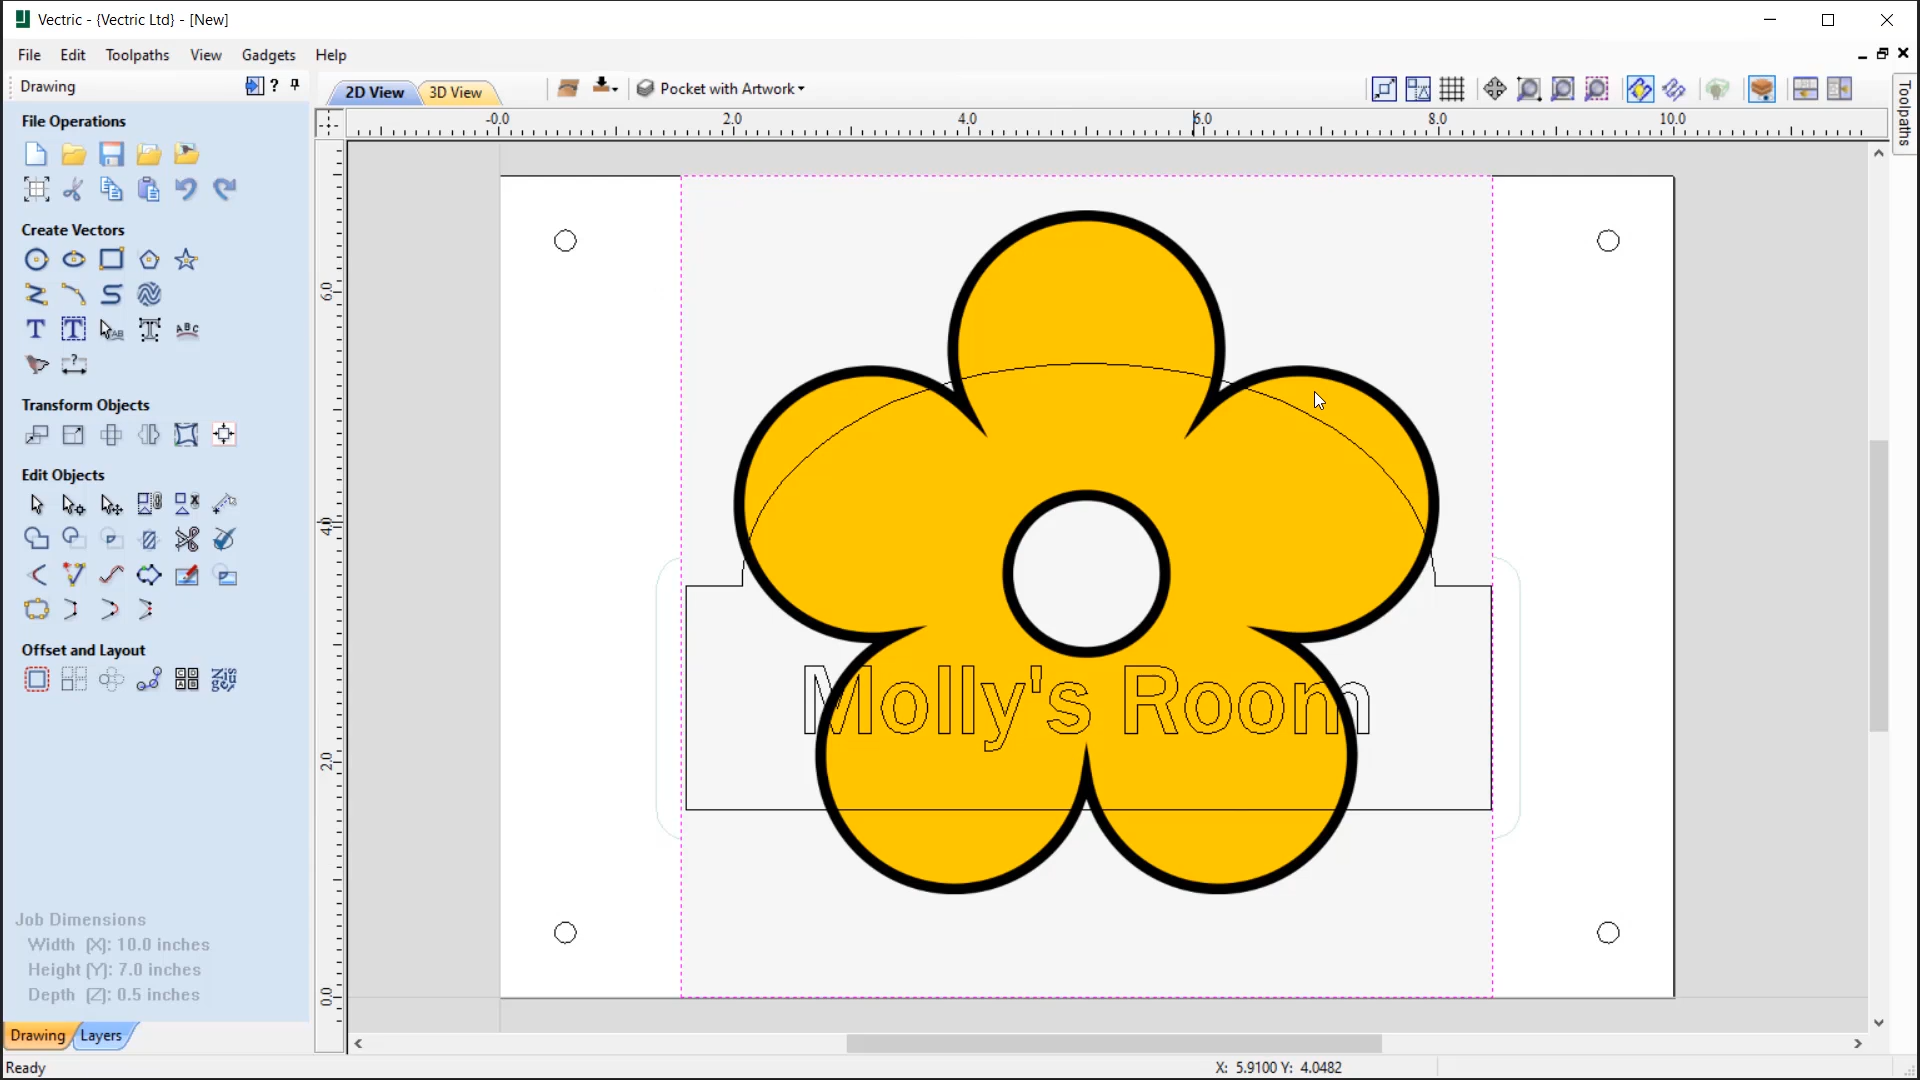 Vectric - {Vectric Ltd} - [New]
File Edit Toolpaths View Gadgets Help
Drawing
2D View
3D View
Pocket with Artwork
Toolpaths
File Operations
Create Vectors
Transform Objects
Edit Objects
Offset and Layout
-0.0 2.0 4.0 6.0 8.0 10.0
6.0
4.0
2.0
0.0
Molly's Room
Job Dimensions
Width (X): 10.0 inches
Height (Y): 7.0 inches
Depth (Z): 0.5 inches
Drawing Layers
Ready
X: 5.9100 Y: 4.0482